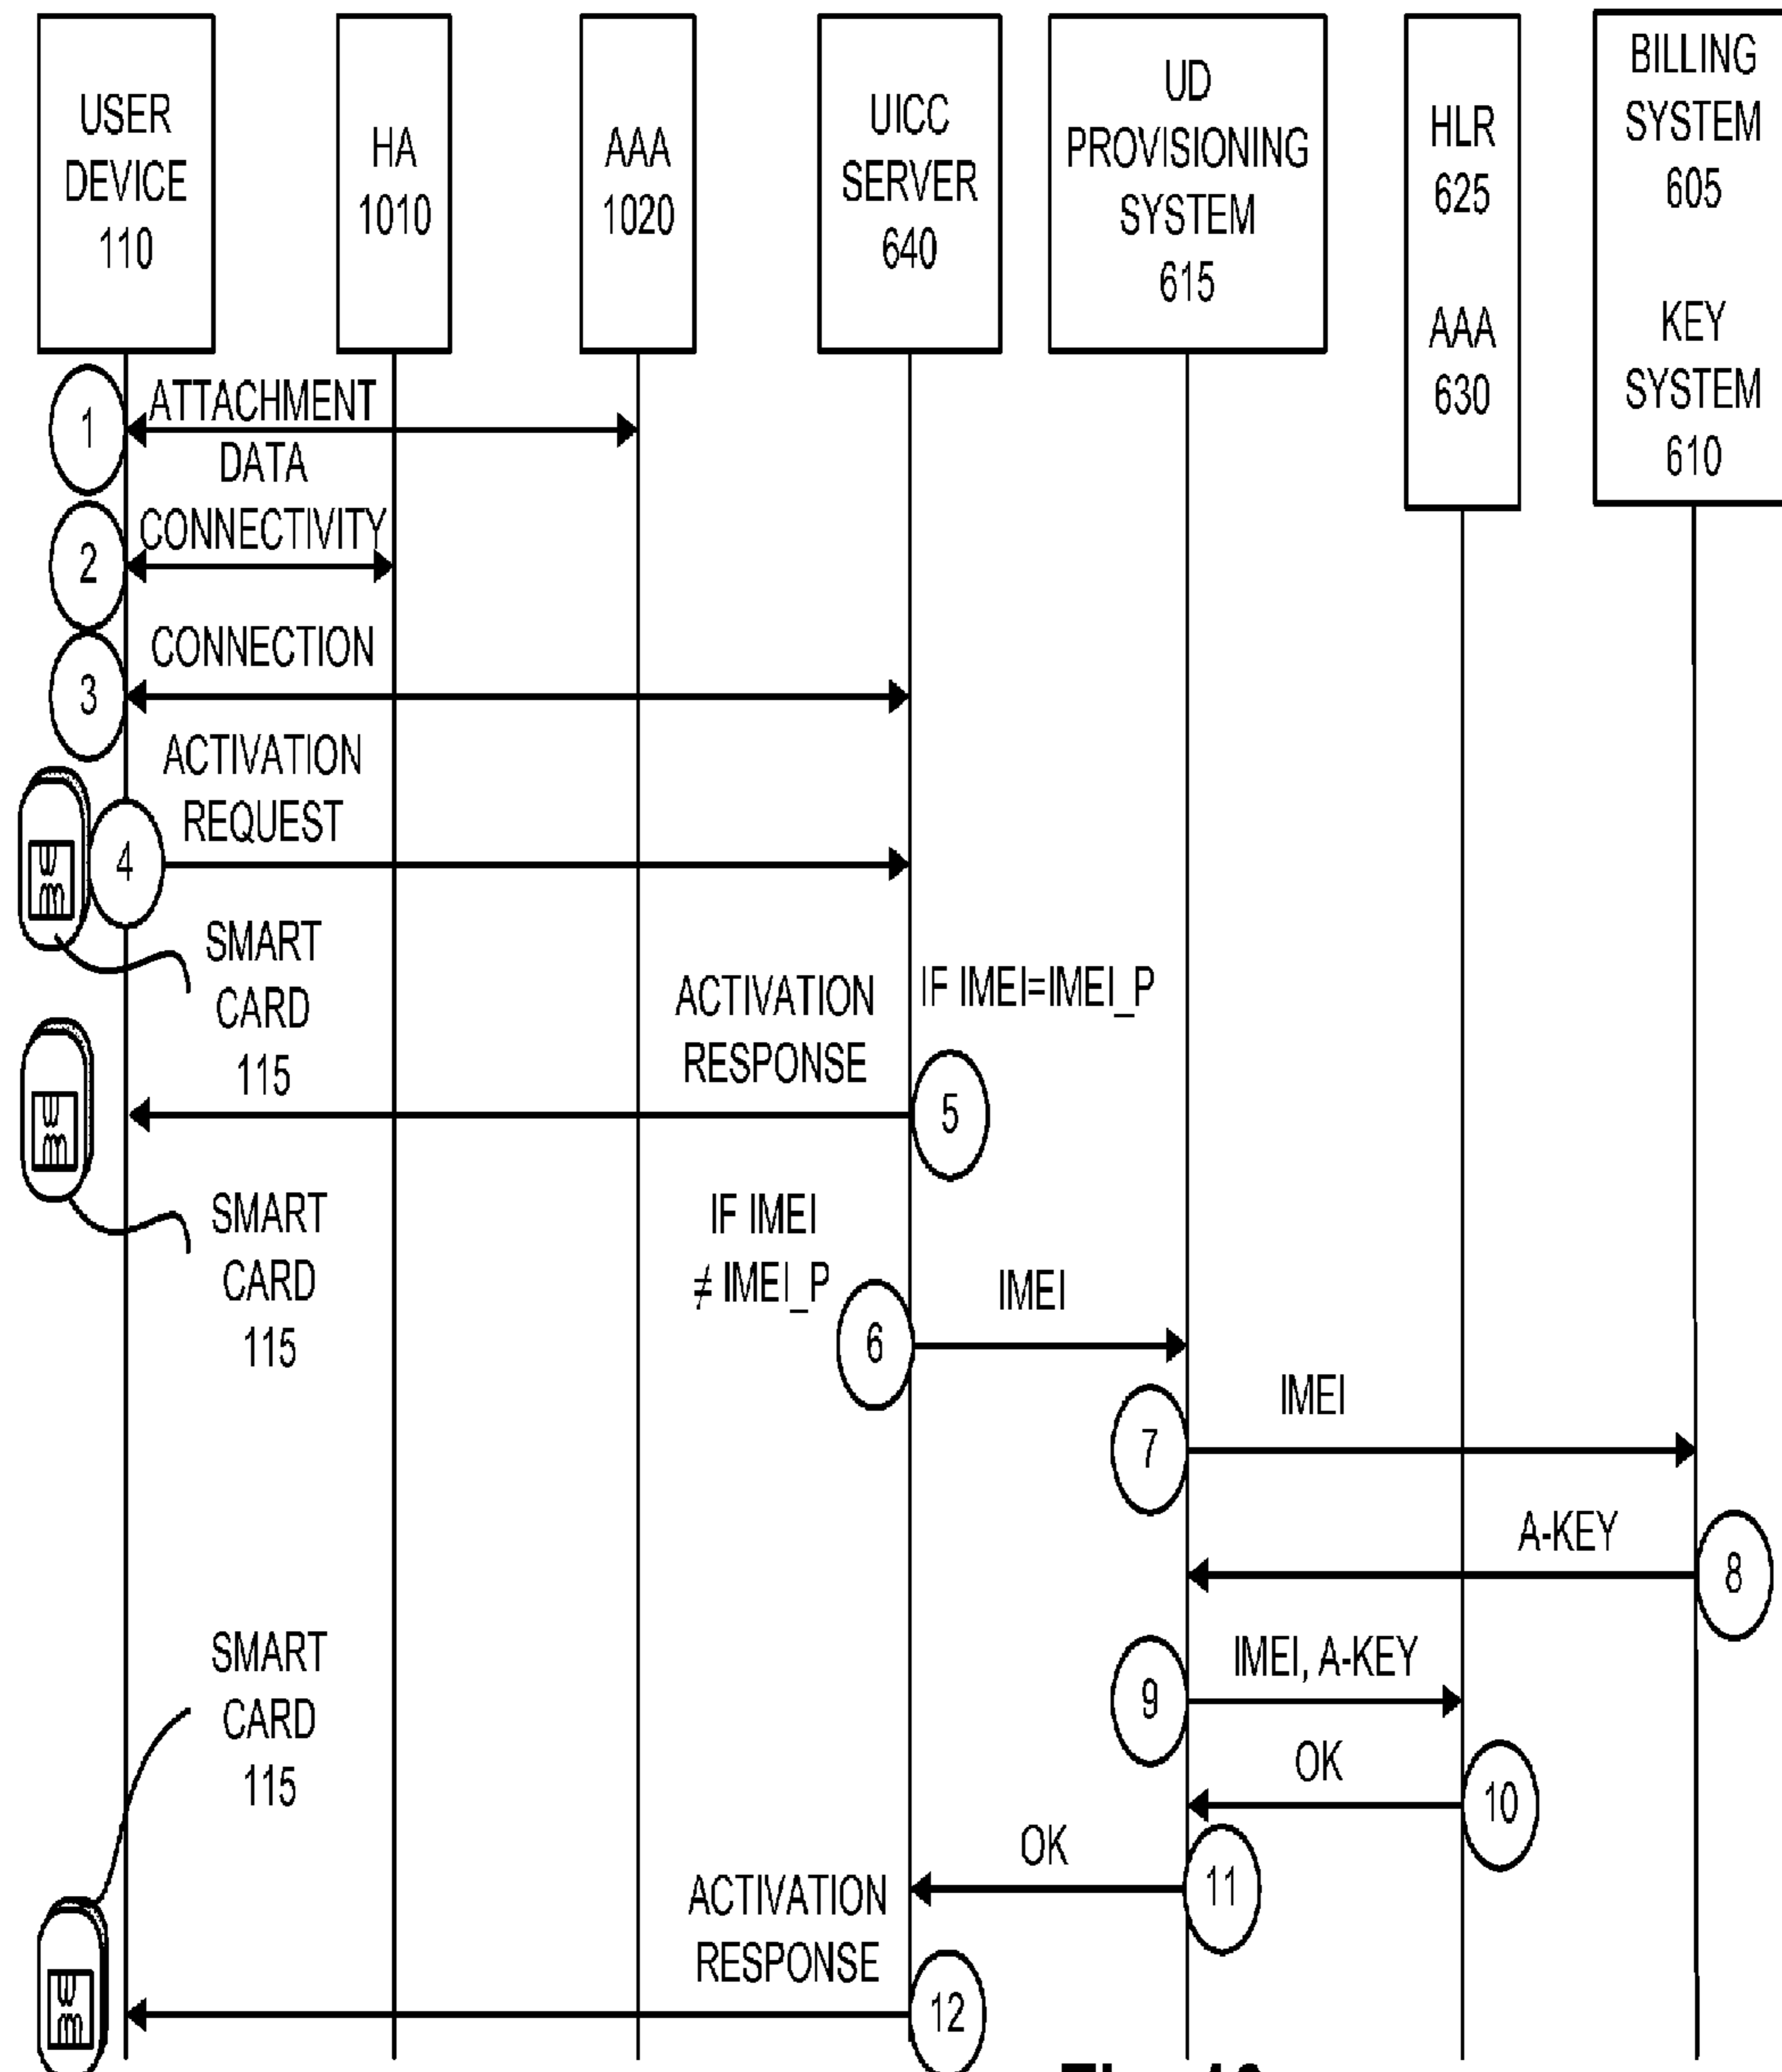 USER
DEVICE
110
HA
1010
AAA
1020
UICC
SERVER
640
UD
PROVISIONING
SYSTEM
615
HLR
625
AAA
630
BILLING
SYSTEM
605
KEY
SYSTEM
610
1
ATTACHMENT
2
DATA
CONNECTIVITY
3
CONNECTION
4
ACTIVATION
REQUEST
SMART
CARD
115
IF IMEI=IMEI_P
ACTIVATION
RESPONSE
5
SMART
CARD
115
IF IMEI
≠ IMEI_P
6
IMEI
7
IMEI
A-KEY
8
9
IMEI, A-KEY
OK
10
OK
11
SMART
CARD
115
ACTIVATION
RESPONSE
12